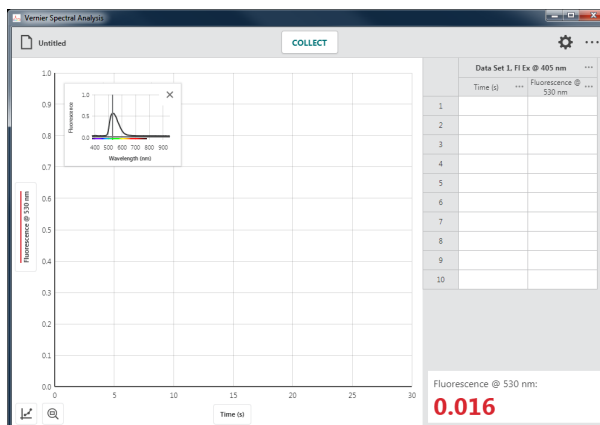 Vernier Spectral Analysis
Untitled
COLLECT
Data Set 1, Fl Ex @ 405 nm
Time (s)
Fluorescence @
530 nm
1
2
3
4
5
6
7
8
9
10
1.0
0.9
0.8
0.7
0.6
0.5
0.4
0.3
0.2
0.1
0.0
Fluorescence @ 530 nm
1.0
0.5
0.0
Fluorescence
400 500 600 700 800 900
Wavelength (nm)
0 5 10 15 20 25 30
Time (s)
Fluorescence @ 530 nm:
0.016